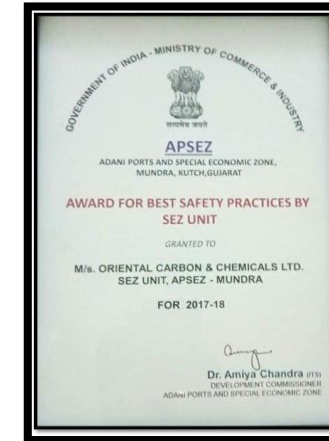 GOVERNMENT OF INDIA - MINISTRY OF COMMERCE & INDUSTRY
सत्यमेव जयते
APSEZ
ADANI PORTS AND SPECIAL ECONOMIC ZONE,
MUNDRA, KUTCH,GUJARAT
AWARD FOR BEST SAFETY PRACTICES BY
SEZ UNIT
GRANTED TO
M/s. ORIENTAL CARBON & CHEMICALS LTD.
SEZ UNIT, APSEZ - MUNDRA
FOR 2017-18
Dr. Amiya Chandra (ITS)
DEVELOPMENT COMMISSIONER
ADAni PORTS AND SPECIAL ECONOMIC ZONE